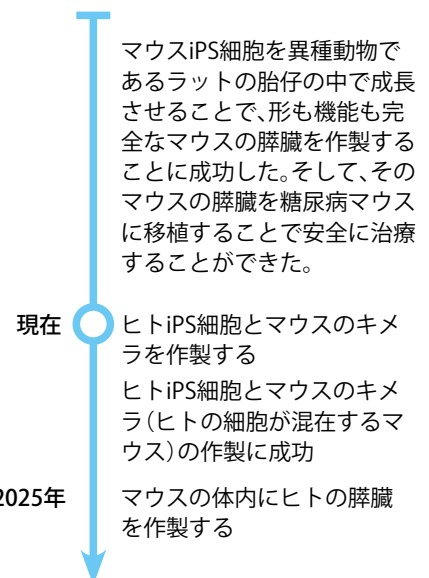 マウスiPS細胞を異種動物で
あるラットの胎仔の中で成長
させることで、形も機能も完
全なマウスの膵臓を作製する
ことに成功した。そして、その
マウスの膵臓を糖尿病マウス
に移植することで安全に治療
することができた。
現在
ヒトiPS細胞とマウスのキメ
ラを作製する
ヒトiPS細胞とマウスのキメ
ラ（ヒトの細胞が混在するマ
ウス）の作製に成功
2025年
マウスの体内にヒトの膵臓
を作製する